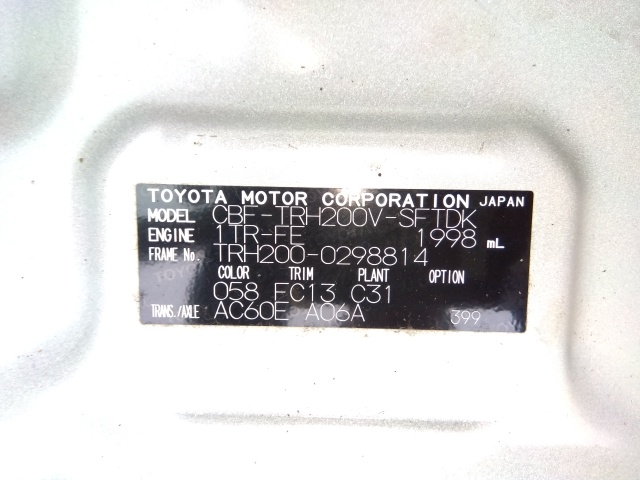 TOYOTA MOTOR CORPORATION JAPAN
MODEL CBF-TRH200V-SFTDK
ENGINE 1TR-FE 1998 mL
FRAME No. TRH200-0298814
COLOR TRIM PLANT OPTION
058 FC13 C31
TRANS./AXLE AC60E A06A 399